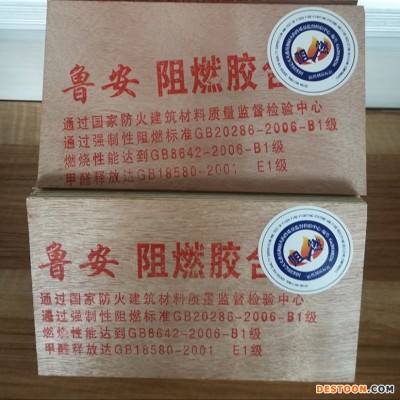 鲁安 阻燃胶合
通过国家防火建筑材料质量监督检验中心
通过强制性阻燃标准GB20286-2006-B1级
燃烧性能达到GB8642-2006-B1级
甲醛释放达GB18580-2001 E1级
阻燃
鲁安 阻燃胶合
通过国家防火建筑材料质量监督检验中心
通过强制性阻燃标准GB20286-2006-B1级
燃烧性能达到GB8642-2006-B1级
甲醛释放达GB18580-2001 E1级
DESTOON.COM